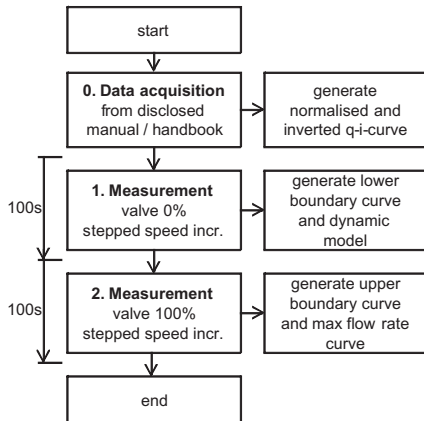 start
0. Data acquisition
from disclosed
manual / handbook
generate
normalised and
inverted q-i-curve
100s
1. Measurement
valve 0%
stepped speed incr.
generate lower
boundary curve
and dynamic
model
100s
2. Measurement
valve 100%
stepped speed incr.
generate upper
boundary curve
and max flow rate
curve
end